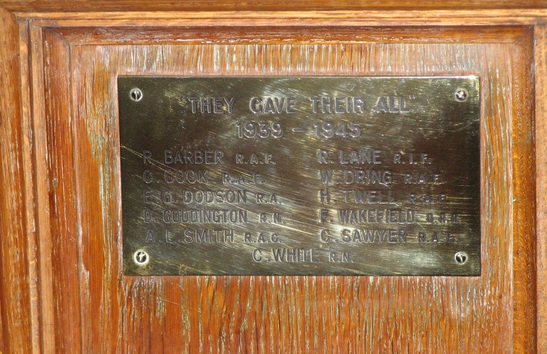 "THEY GAVE THEIR ALL"
1939 – 1945
R. BARBER R.A.F. R. LANE R.I.F.
C. COOK R.A.F. W. DRING R.A.F.
E. G. DODSON R.A. H. TWELL
D. CODDINGTON R.N. F. WAKEFIELD
A. L. SMITH R.A.C. C. SAWYER R.A.F.
C. WHITE R.N.